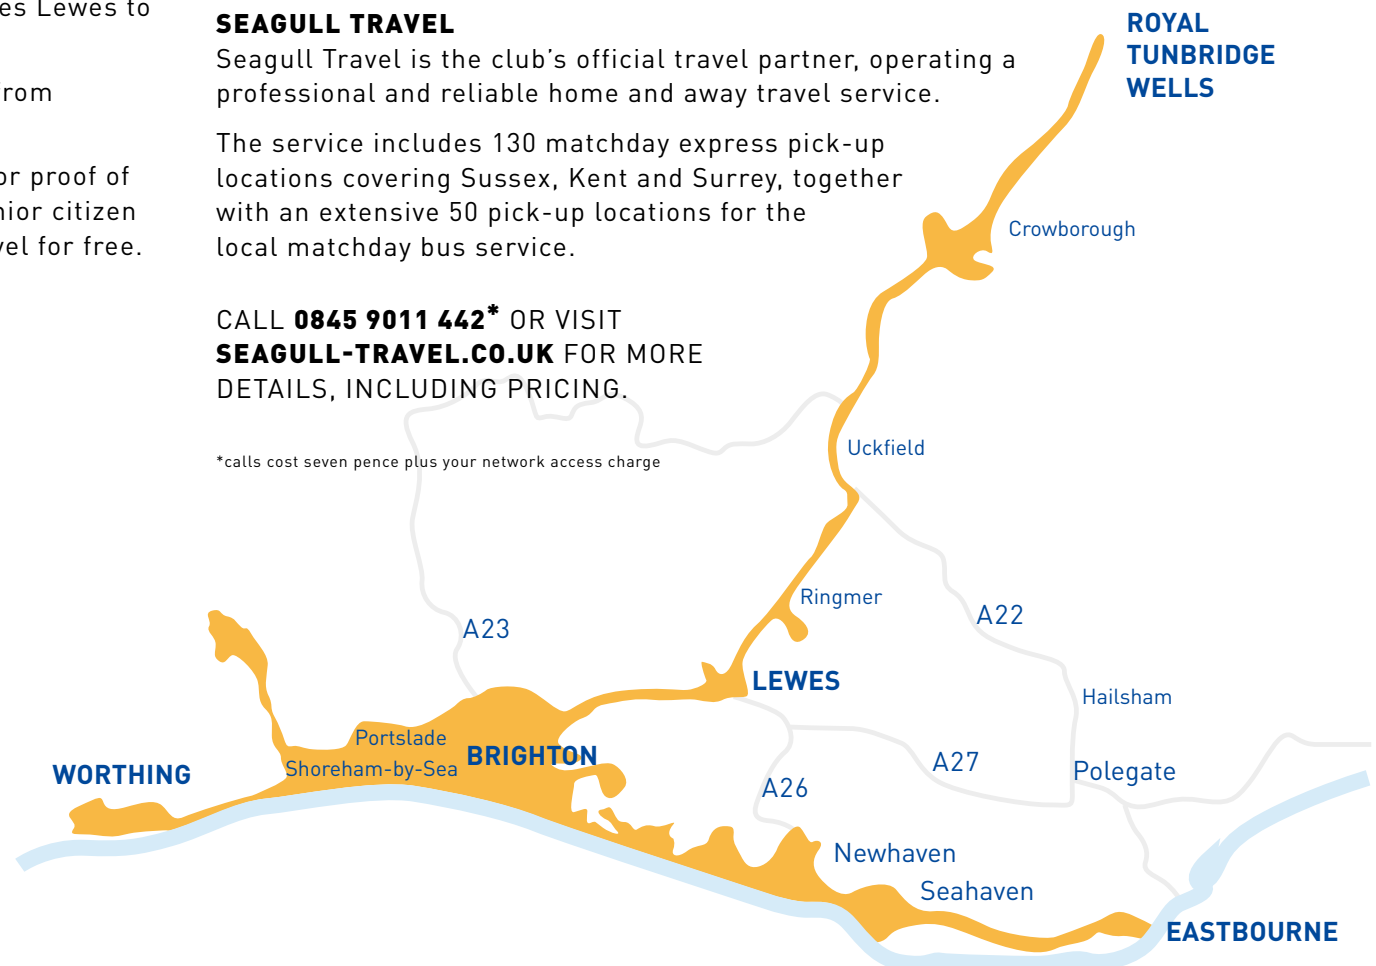 es Lewes to
rom
or proof of
nior citizen
vel for free.
SEAGULL TRAVEL
Seagull Travel is the club’s official travel partner, operating a
professional and reliable home and away travel service.
The service includes 130 matchday express pick-up
locations covering Sussex, Kent and Surrey, together
with an extensive 50 pick-up locations for the
local matchday bus service.
CALL 0845 9011 442* OR VISIT
SEAGULL-TRAVEL.CO.UK FOR MORE
DETAILS, INCLUDING PRICING.
*calls cost seven pence plus your network access charge
ROYAL
TUNBRIDGE
WELLS
Crowborough
Uckfield
Ringmer
A22
A23
LEWES
Hailsham
Portslade
BRIGHTON
Shoreham-by-Sea
WORTHING
A27
Polegate
A26
Newhaven
Seahaven
EASTBOURNE